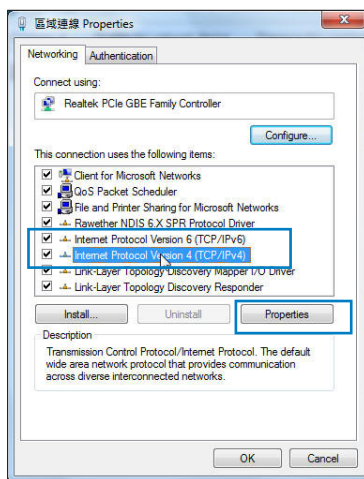 區域連線 Properties
Networking
Authentication
Connect using:
Realtek PCIe GBE Family Controller
Configure...
This connection uses the following items:
Client for Microsoft Networks
QoS Packet Scheduler
File and Printer Sharing for Microsoft Networks
Rawether NDIS 6.X SPR Protocol Driver
Internet Protocol Version 6 (TCP/IPv6)
Internet Protocol Version 4 (TCP/IPv4)
Link-Layer Topology Discovery Mapper I/O Driver
Link-Layer Topology Discovery Responder
Install...
Uninstall
Properties
Description
Transmission Control Protocol/Internet Protocol. The default
wide area network protocol that provides communication
across diverse interconnected networks.
OK
Cancel